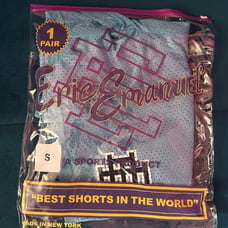 1
PAIR
Eric Emanuel
S
A SPORTS PRODUCT
"BEST SHORTS IN THE WORLD"
MADE IN NEW YORK